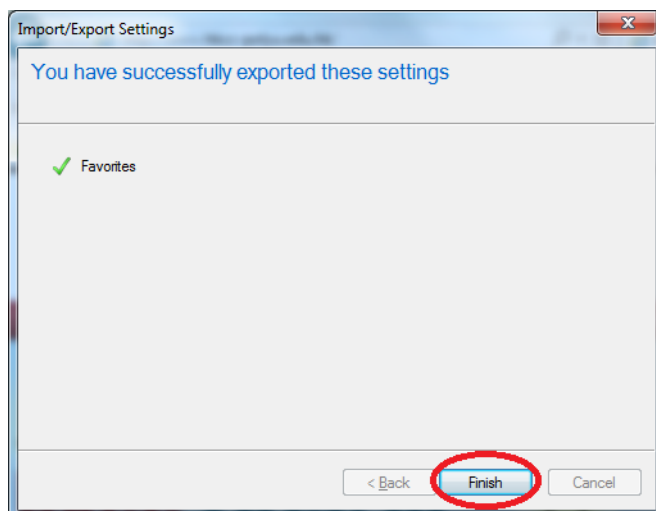 Import/Export Settings
You have successfully exported these settings
Favorites
< Back
Finish
Cancel